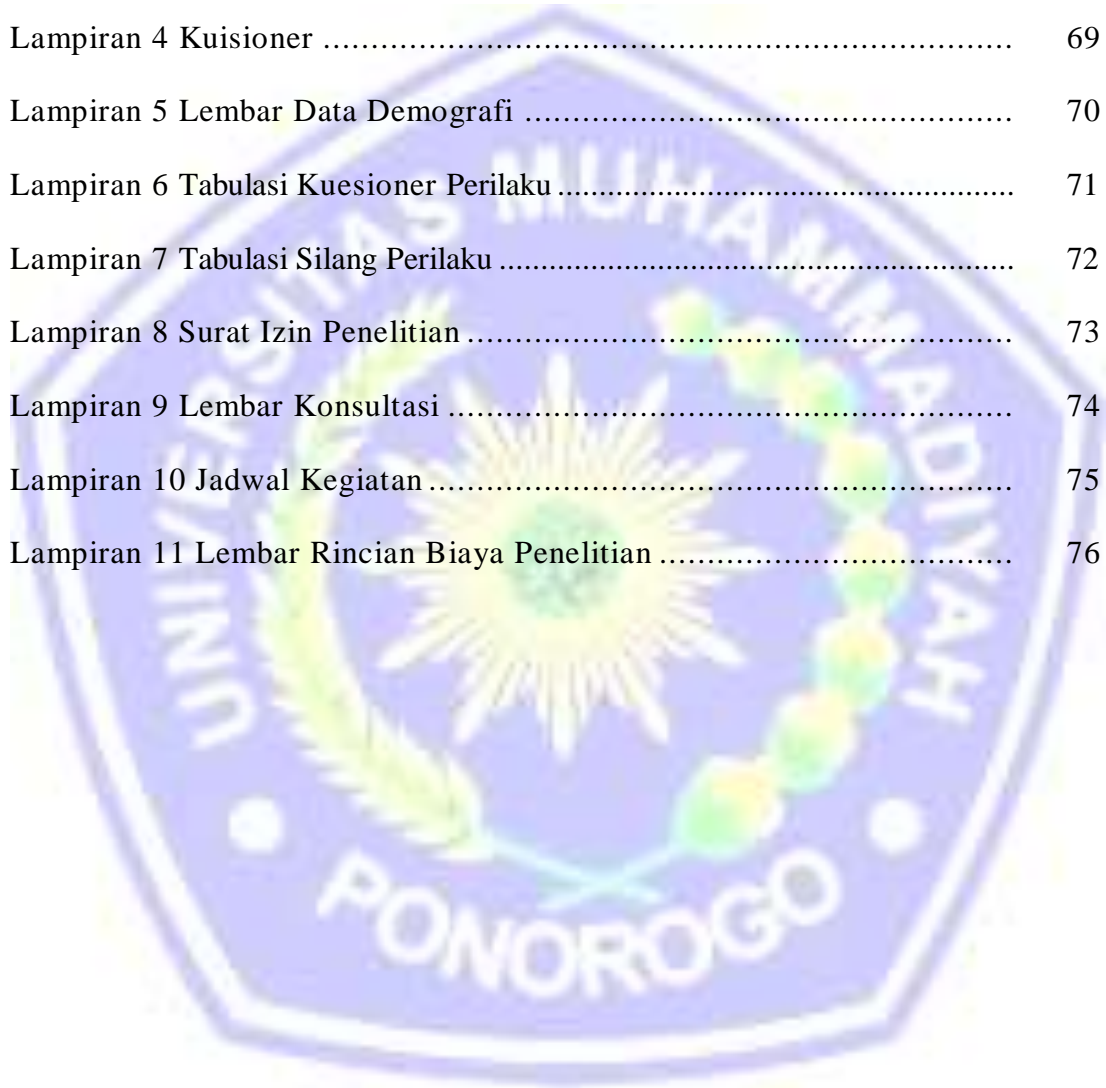 Lampiran 4 Kuisioner ........................................................................ 69
Lampiran 5 Lembar Data Demografi ................................................... 70
Lampiran 6 Tabulasi Kuesioner Perilaku ............................................... 71
Lampiran 7 Tabulasi Silang Perilaku ..................................................... 72
Lampiran 8 Surat Izin Penelitian ......................................................... 73
Lampiran 9 Lembar Konsultasi ........................................................... 74
Lampiran 10 Jadwal Kegiatan ............................................................. 75
Lampiran 11 Lembar Rincian Biaya Penelitian ..................................... 76
UNIVERSITAS MUHAMMADIYAH
PONOROGO